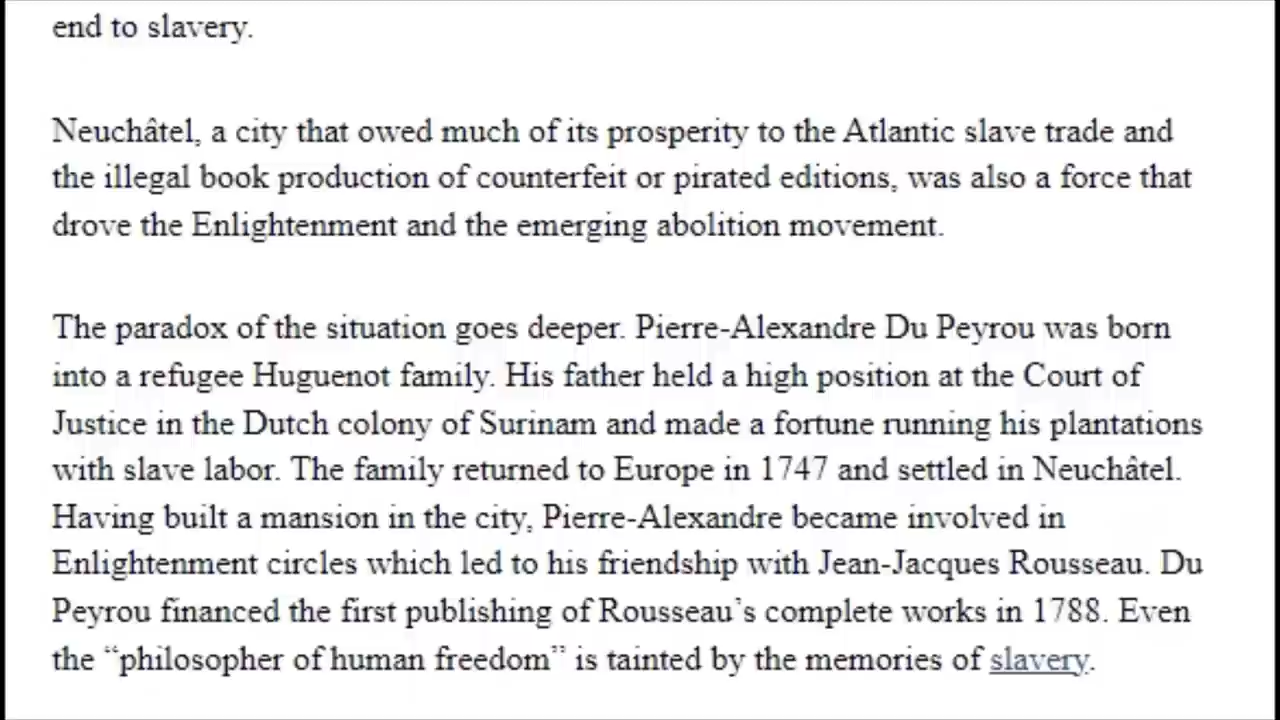 end to slavery.
Neuchâtel, a city that owed much of its prosperity to the Atlantic slave trade and
the illegal book production of counterfeit or pirated editions, was also a force that
drove the Enlightenment and the emerging abolition movement.
The paradox of the situation goes deeper. Pierre-Alexandre Du Peyrou was born
into a refugee Huguenot family. His father held a high position at the Court of
Justice in the Dutch colony of Surinam and made a fortune running his plantations
with slave labor. The family returned to Europe in 1747 and settled in Neuchâtel.
Having built a mansion in the city, Pierre-Alexandre became involved in
Enlightenment circles which led to his friendship with Jean-Jacques Rousseau. Du
Peyrou financed the first publishing of Rousseau’s complete works in 1788. Even
the “philosopher of human freedom” is tainted by the memories of slavery.